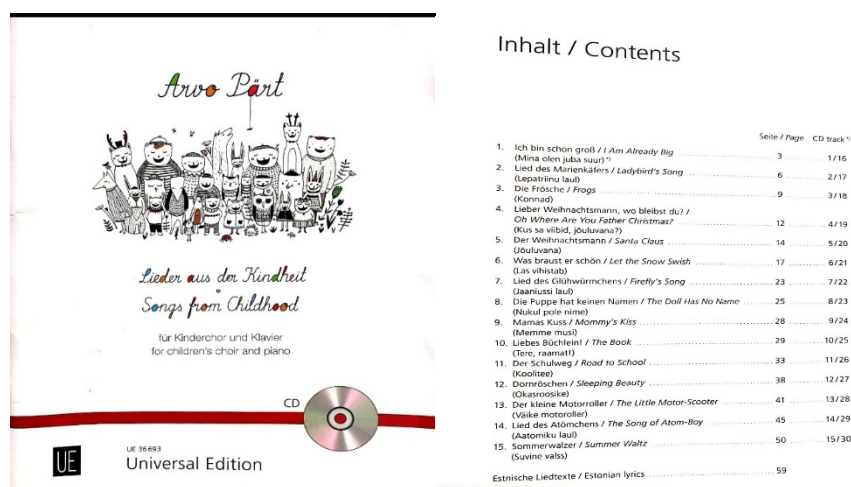 Arvo Pärt
Lieder aus der Kindheit
Songs from Childhood
für Kinderchor und Klavier
for children's choir and piano
CD
UE
UE 36693
Universal Edition
Inhalt / Contents
Seite / Page CD track*)
1. Ich bin schon groß / I Am Already Big 3 1/16
(Mina olen juba suur) *)
2. Lied des Marienkäfers / Ladybird's Song 6 2/17
(Lepatriinu laul)
3. Die Frösche / Frogs 9 3/18
(Konnad)
4. Lieber Weihnachtsmann, wo bleibst du? /
Oh Where Are You Father Christmas? 12 4/19
(Kus sa viibid, jõuluvana?)
5. Der Weihnachtsmann / Santa Claus 14 5/20
(Jõuluvana)
6. Was braust er schön / Let the Snow Swish 17 6/21
(Las vihistab)
7. Lied des Glühwürmchens / Firefly's Song 23 7/22
(Jaaniussi laul)
8. Die Puppe hat keinen Namen / The Doll Has No Name 25 8/23
(Nukul pole nime)
9. Mamas Kuss / Mommy's Kiss 28 9/24
(Memme musi)
10. Liebes Büchlein! / The Book 29 10/25
(Tere, raamat!)
11. Der Schulweg / Road to School 33 11/26
(Koolitee)
12. Dornröschen / Sleeping Beauty 38 12/27
(Okasroosike)
13. Der kleine Motorroller / The Little Motor-Scooter 41 13/28
(Väike motoroller)
14. Lied des Atömchens / The Song of Atom-Boy 45 14/29
(Aatomiku laul)
15. Sommerwalzer / Summer Waltz 50 15/30
(Suvine valss)
Estnische Liedtexte / Estonian lyrics 59